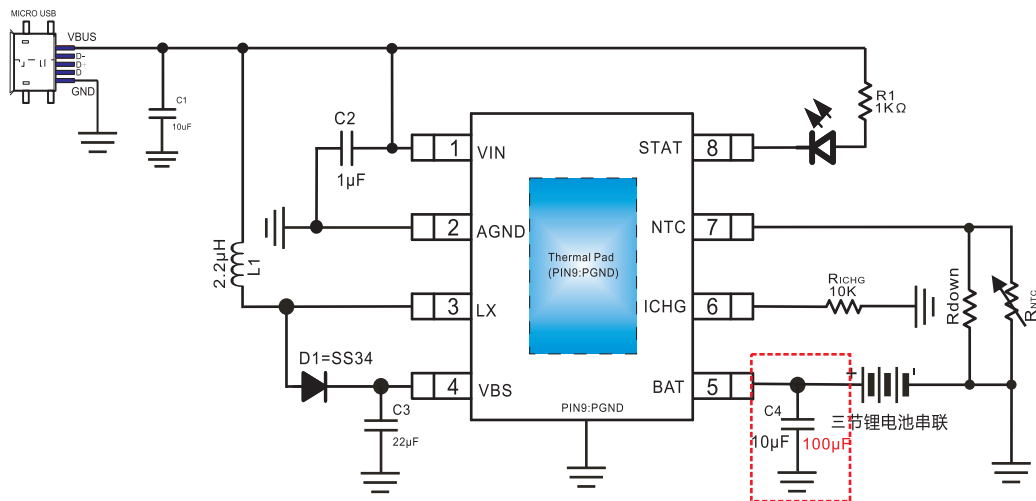 MICRO USB
VBUS
D-
D+
D
GND
C1
10uF
C2
1µF
R1
1KΩ
1
VIN
STAT
8
2
AGND
NTC
7
Thermal Pad
(PIN9:PGND)
2.2µH
L1
3
LX
ICHG
6
RICHG
10K
Rdown
RNTC
D1=SS34
4
VBS
BAT
5
+
-
PIN9:PGND
C3
22µF
C4
10µF
100µF
三节锂电池串联